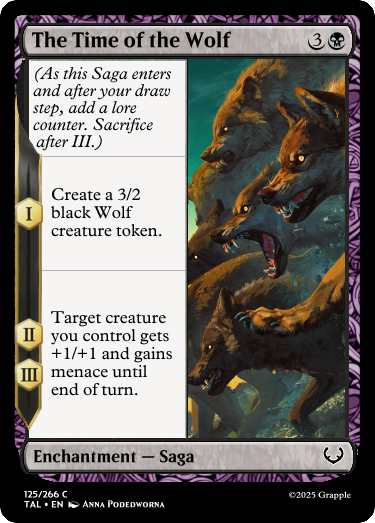 The Time of the Wolf 3
(As this Saga enters
and after your draw
step, add a lore
counter. Sacrifice
after III.)
I
Create a 3/2
black Wolf
creature token.
II
III
Target creature
you control gets
+1/+1 and gains
menace until
end of turn.
Enchantment — Saga
125/266 C
TAL • EN Anna Podedworna
©2025 Grapple